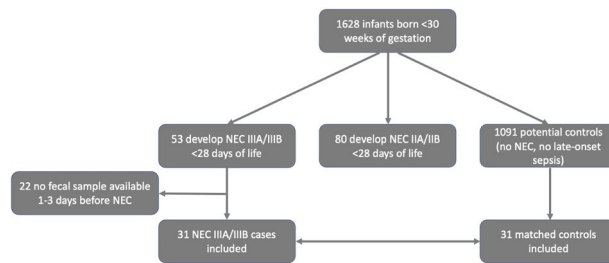 1628 infants born <30
weeks of gestation
53 develop NEC IIIA/IIIB
<28 days of life
80 develop NEC IIA/IIB
<28 days of life
1091 potential controls
(no NEC, no late-onset
sepsis)
22 no fecal sample available
1-3 days before NEC
31 NEC IIIA/IIIB cases
included
31 matched controls
included